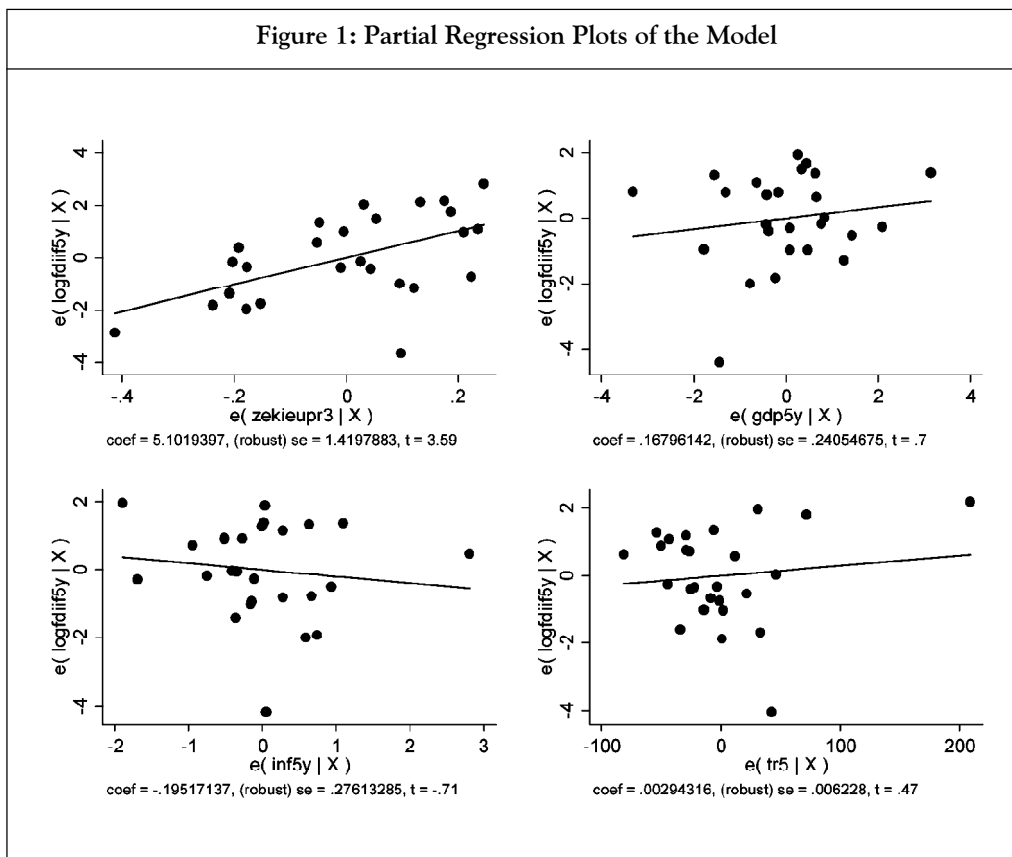 Figure 1: Partial Regression Plots of the Model
e( logfdiif5y | X )
4
2
0
-2
-4
-.4
-.2
0
.2
e( zekieupr3 | X )
coef = 5.1019397, (robust) se = 1.4197883, t = 3.59
e( logfdiif5y | X )
2
0
-2
-4
-4
-2
0
2
4
e( gdp5y | X )
coef = .16796142, (robust) se = .24054675, t = .7
e( logfdiif5y | X )
2
0
-2
-4
-2
-1
0
1
2
3
e( inf5y | X )
coef = -.19517137, (robust) se = .27613285, t = -.71
e( logfdiif5y | X )
2
0
-2
-4
-100
0
100
200
e( tr5 | X )
coef = .00294316, (robust) se = .006228, t = .47